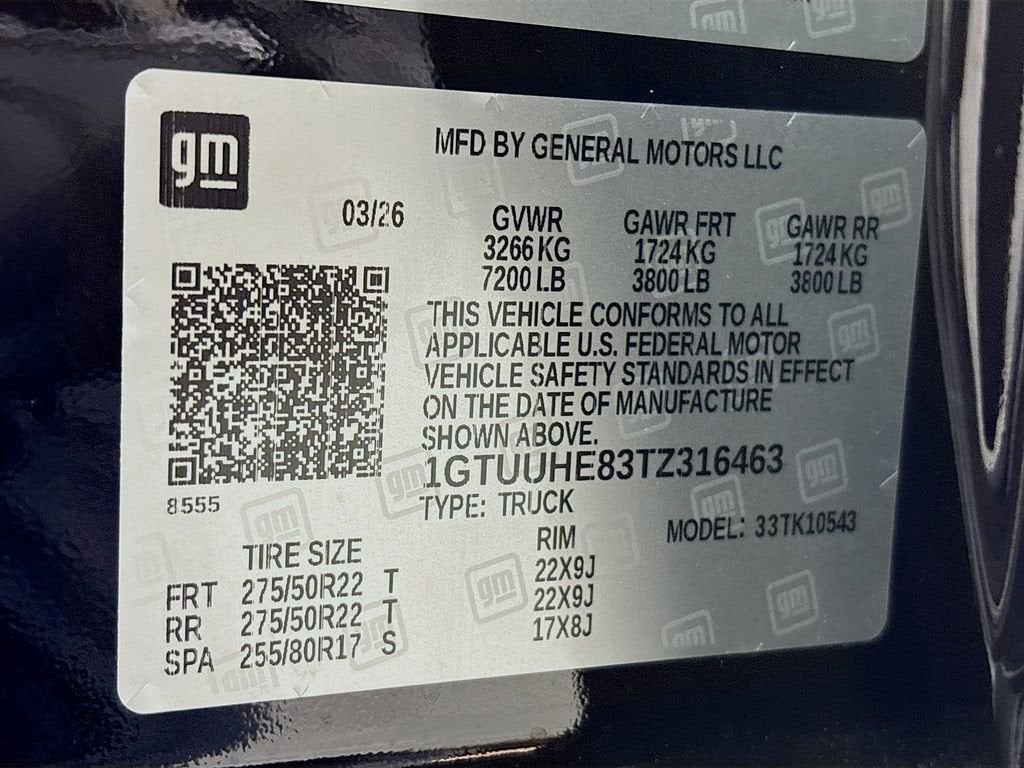 gm
MFD BY GENERAL MOTORS LLC
03/26 GVWR GAWR FRT GAWR RR
3266 KG 1724 KG 1724 KG
7200 LB 3800 LB 3800 LB
THIS VEHICLE CONFORMS TO ALL
APPLICABLE U.S. FEDERAL MOTOR
VEHICLE SAFETY STANDARDS IN EFFECT
ON THE DATE OF MANUFACTURE
SHOWN ABOVE.
1GTUUHE83TZ316463
8555
TYPE: TRUCK MODEL: 33TK10543
TIRE SIZE RIM
FRT 275/50R22 T 22X9J
RR 275/50R22 T 22X9J
SPA 255/80R17 S 17X8J